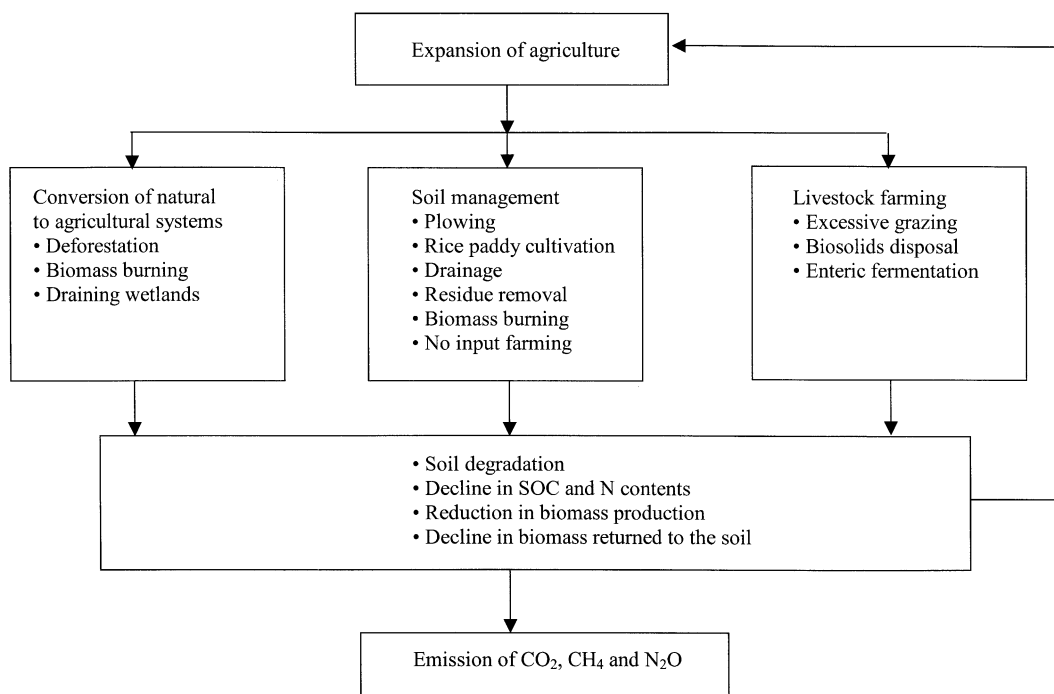 Expansion of agriculture
Conversion of natural
to agricultural systems
• Deforestation
• Biomass burning
• Draining wetlands
Soil management
• Plowing
• Rice paddy cultivation
• Drainage
• Residue removal
• Biomass burning
• No input farming
Livestock farming
• Excessive grazing
• Biosolids disposal
• Enteric fermentation
• Soil degradation
• Decline in SOC and N contents
• Reduction in biomass production
• Decline in biomass returned to the soil
Emission of CO₂, CH₄ and N₂O